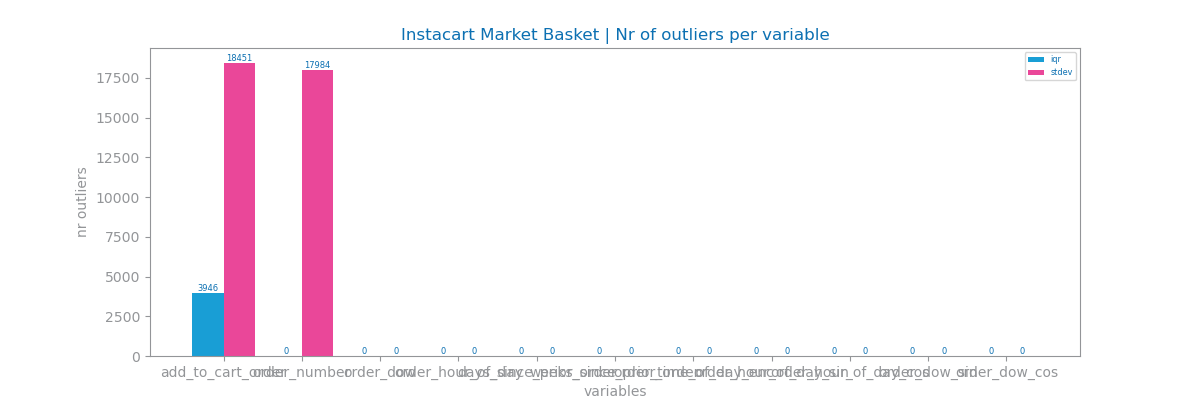 Instacart Market Basket | Nr of outliers per variable
iqr
stdev
nr outliers
17500
15000
12500
10000
7500
5000
2500
0
18451
17984
3946
0
0 0
0 0
0 0
0 0
0 0
0 0
0 0
0 0
0 0
add_to_cart_order
order_number
order_dow
order_hour_of_day
order_dow_sin
order_dow_cos
variables